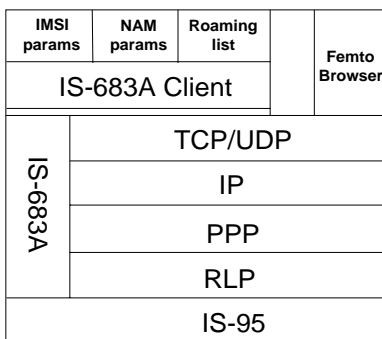 IMSI params
NAM params
Roaming list
Femto Browser
IS-683A Client
IS-683A
TCP/UDP
IP
PPP
RLP
IS-95